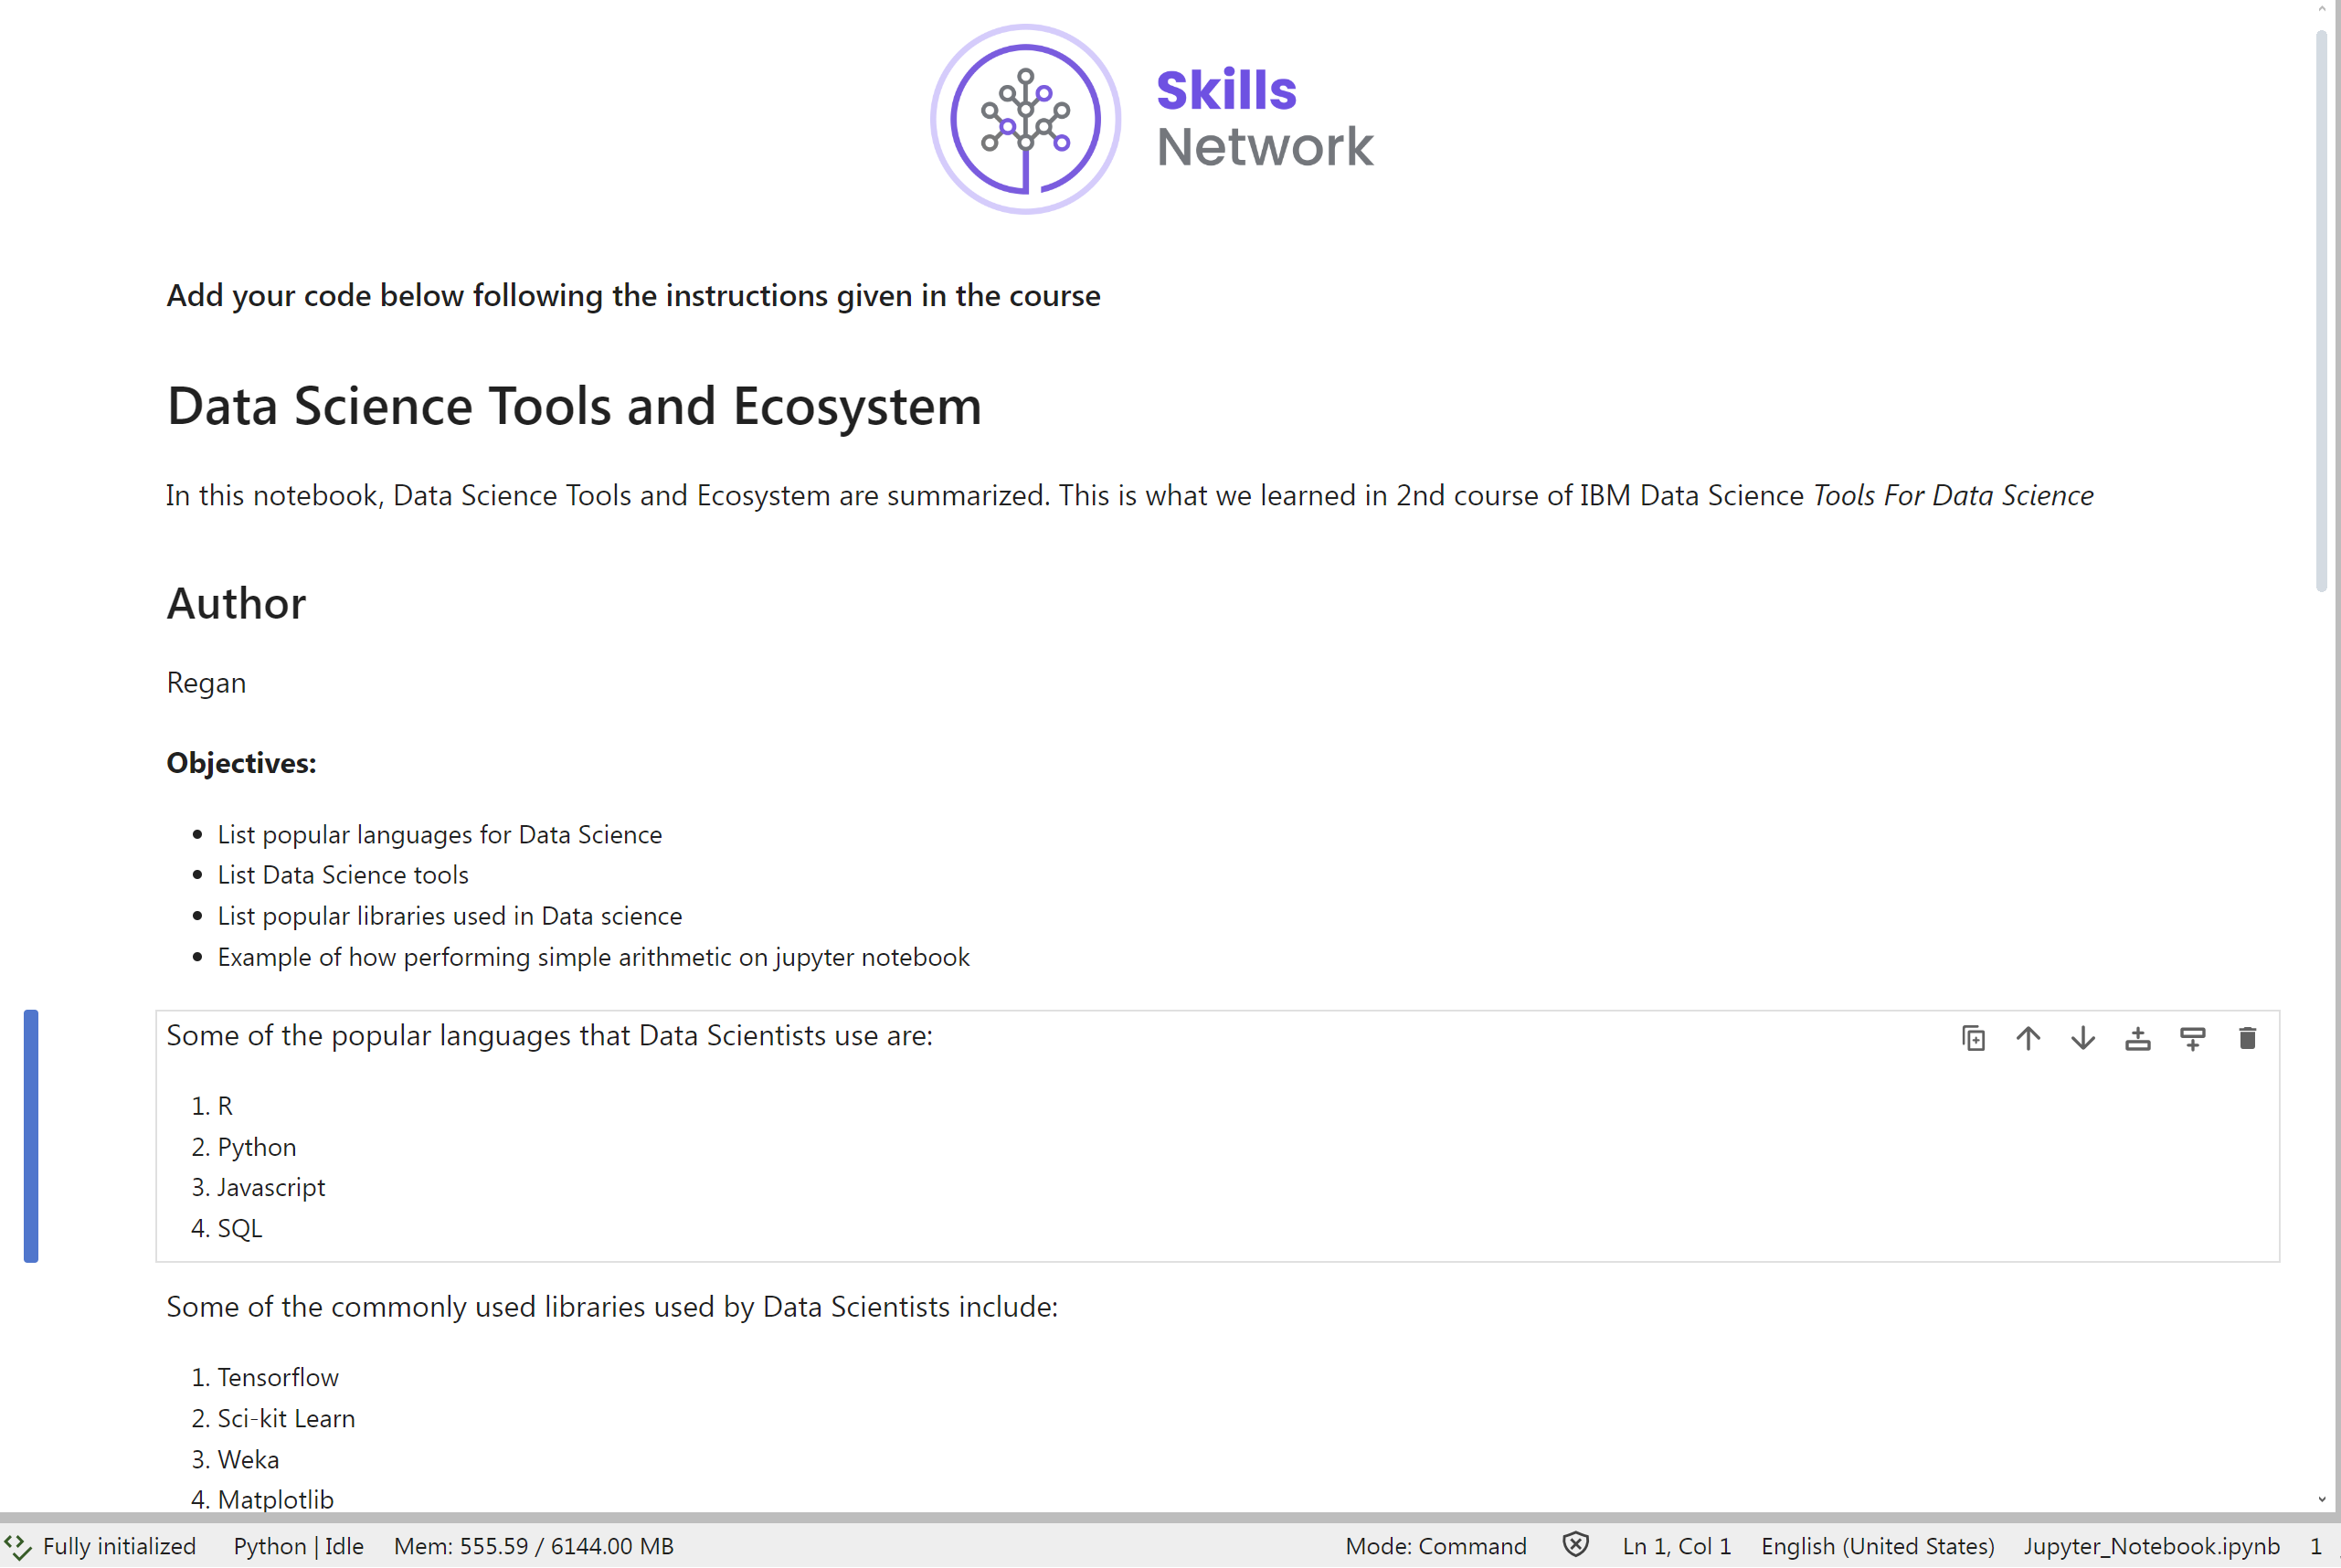 Skills
Network
Add your code below following the instructions given in the course
Data Science Tools and Ecosystem
In this notebook, Data Science Tools and Ecosystem are summarized. This is what we learned in 2nd course of IBM Data Science Tools For Data Science
Author
Regan
Objectives:
• List popular languages for Data Science
• List Data Science tools
• List popular libraries used in Data science
• Example of how performing simple arithmetic on jupyter notebook
Some of the popular languages that Data Scientists use are:
1. R
2. Python
3. Javascript
4. SQL
Some of the commonly used libraries used by Data Scientists include:
1. Tensorflow
2. Sci-kit Learn
3. Weka
4. Matplotlib
Fully initialized Python | Idle Mem: 555.59 / 6144.00 MB Mode: Command Ln 1, Col 1 English (United States) Jupyter_Notebook.ipynb 1